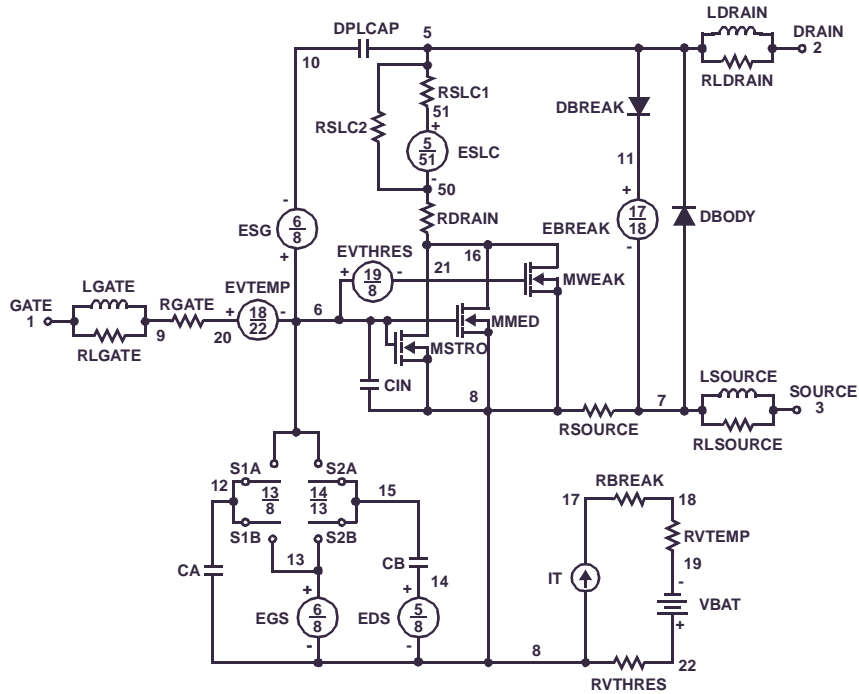 LDRAIN
DPLCAP 5 DRAIN
10 2
RLDRAIN
RSLC1
51
DBREAK
RSLC2
+
5
51
ESLC
11
-
50
- +
6
8
ESG
RDRAIN
17
18
EBREAK
DBODY
+
EVTHRES
16
-
+ 19
8 - 21
MWEAK
LGATE
EVTEMP
GATE
1
RGATE
+ 18
22 -
6
MMED
9 20
MSTRO
RLGATE
LSOURCE
CIN
8 7
SOURCE
3
RSOURCE
RLSOURCE
S1A S2A
12
13
8
14
13
15
RBREAK
17 18
S1B S2B
RVTEMP
13
CB
19
CA
14
IT
-
+ +
VBAT
EGS
6
8
EDS
5
8
+
- -
8
22
RVTHRES